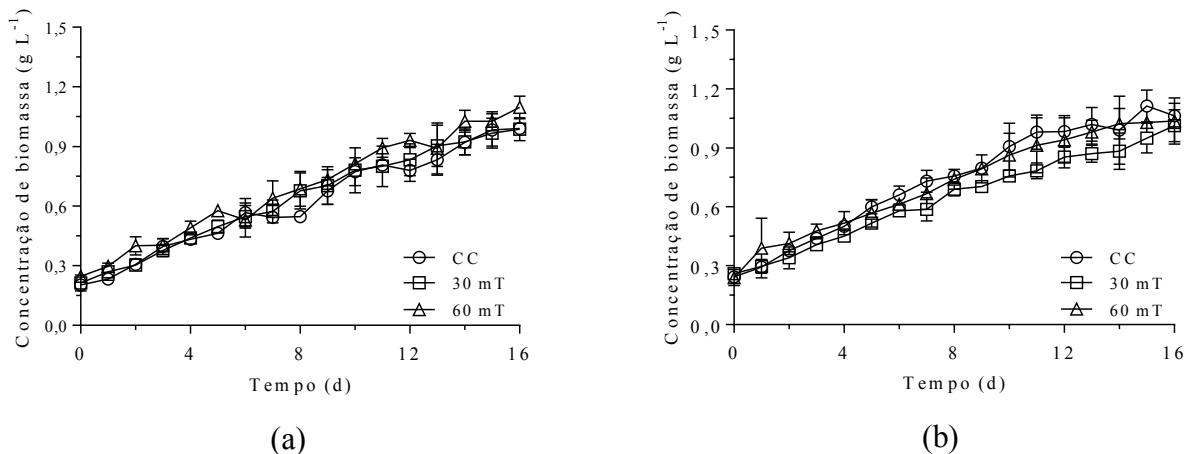 Concentração de biomassa (g L⁻¹)
1,5
1,2
0,9
0,6
0,3
0,0
CC
30 mT
60 mT
0 4 8 12 16
Tempo (d)
(a)
Concentração de biomassa (g L⁻¹)
1,5
1,2
0,9
0,6
0,3
0,0
CC
30 mT
60 mT
0 4 8 12 16
Tempo (d)
(b)